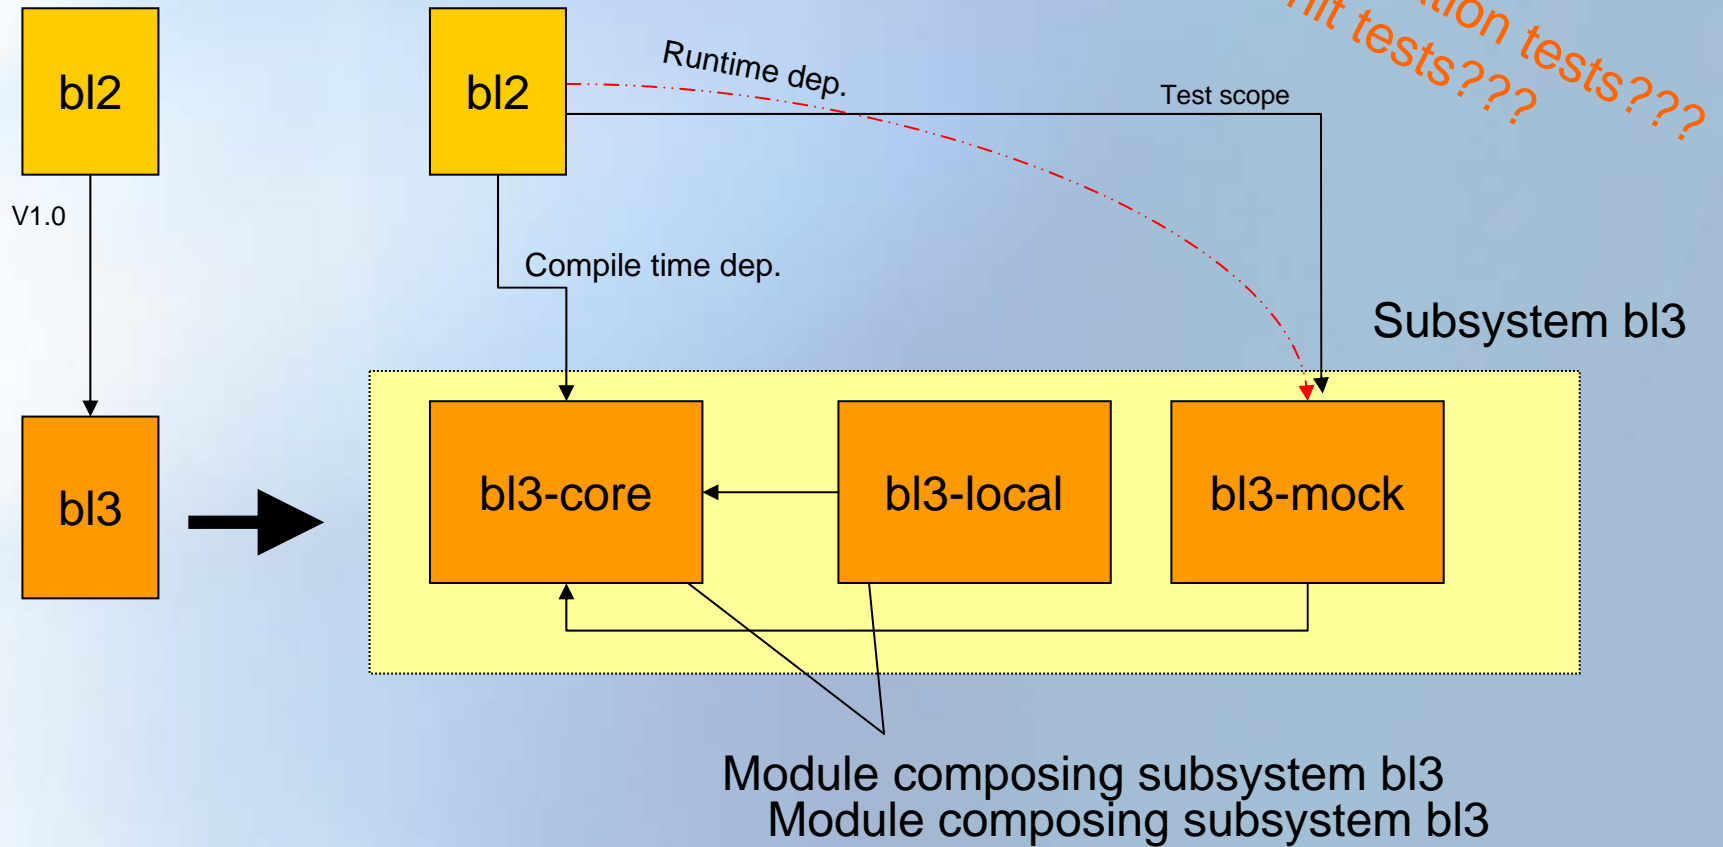 tests???
tests???
bl2
bl2
Runtime dep.
Test scope
V1.0
Compile time dep.
Subsystem bl3
bl3-core
bl3-local
bl3-mock
bl3
Module composing subsystem bl3
Module composing subsystem bl3